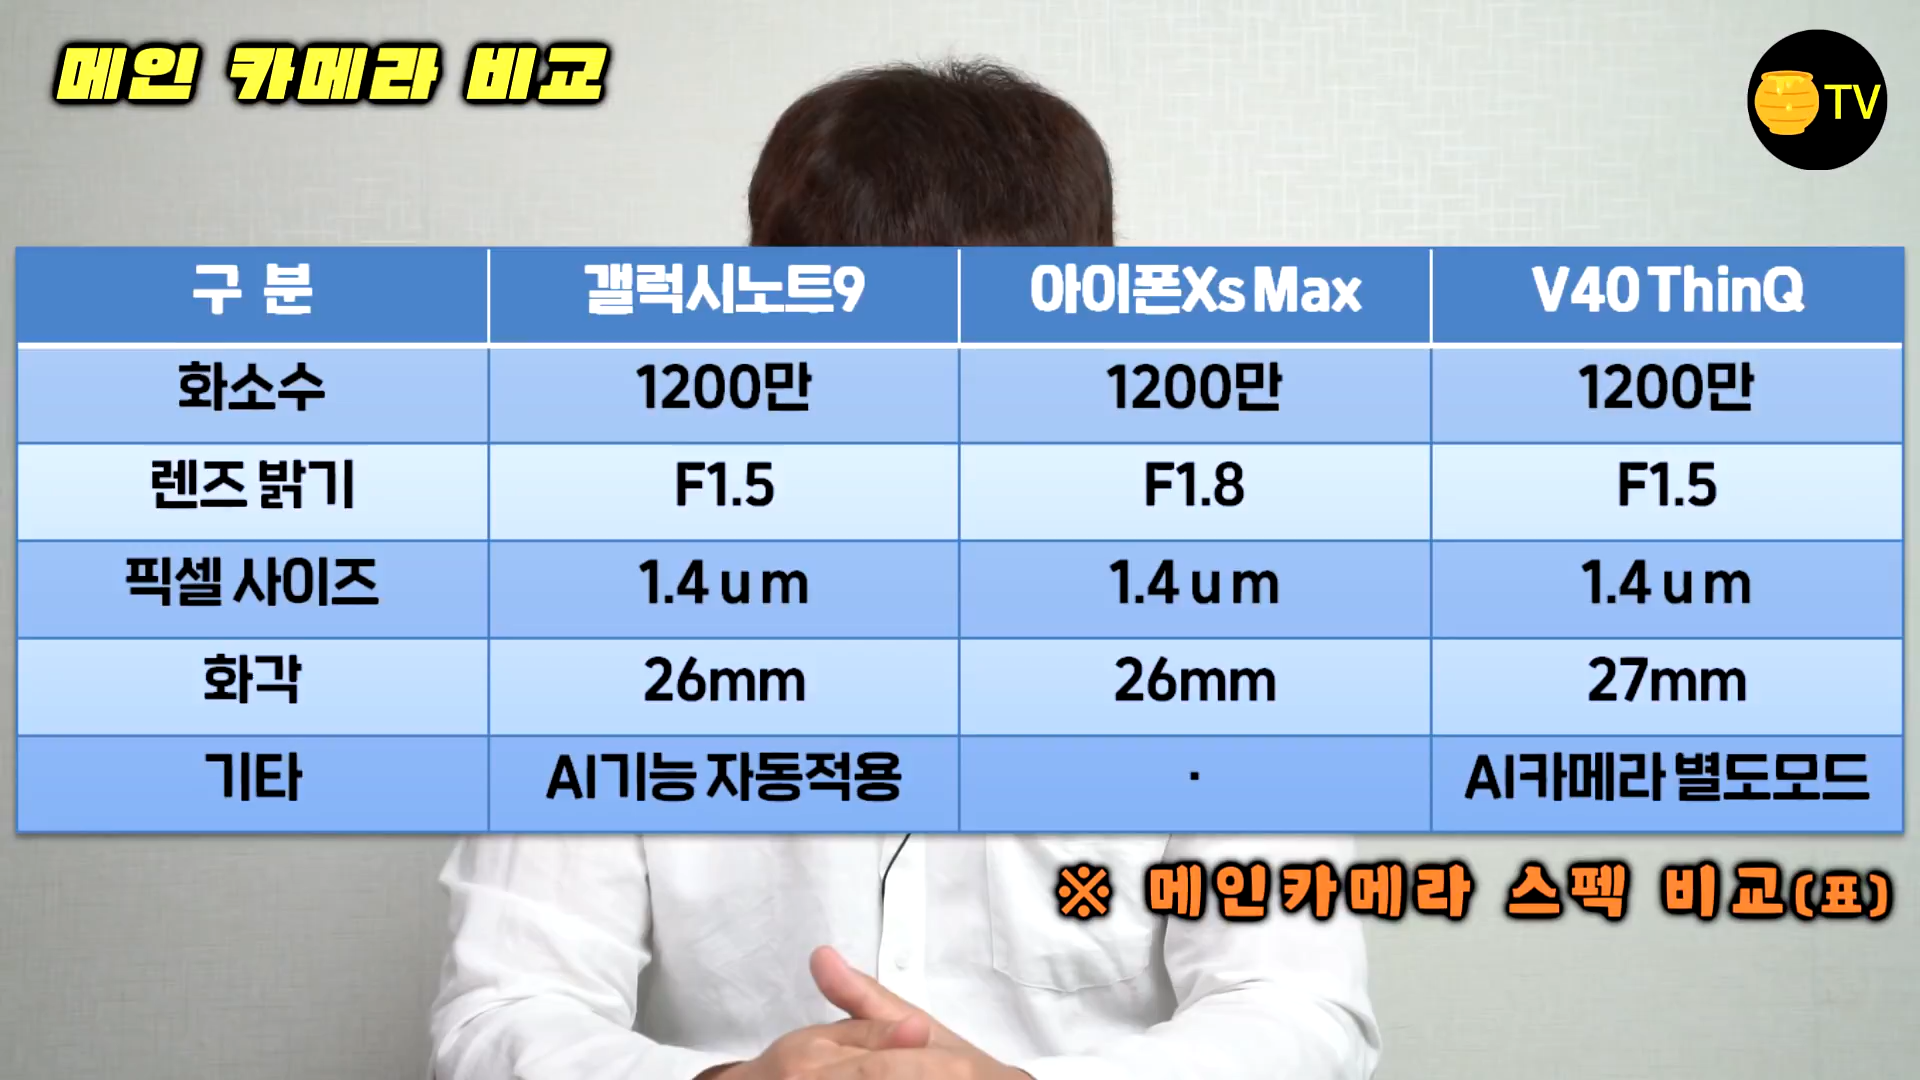 메인 카메라 비교
TV
구 분 갤럭시노트9 아이폰Xs Max V40 ThinQ
화소수 1200만 1200만 1200만
렌즈 밝기 F1.5 F1.8 F1.5
픽셀 사이즈 1.4 u m 1.4 u m 1.4 u m
화각 26mm 26mm 27mm
기타 AI기능 자동적용 · AI카메라 별도모드
※ 메인카메라 스펙 비교(표)